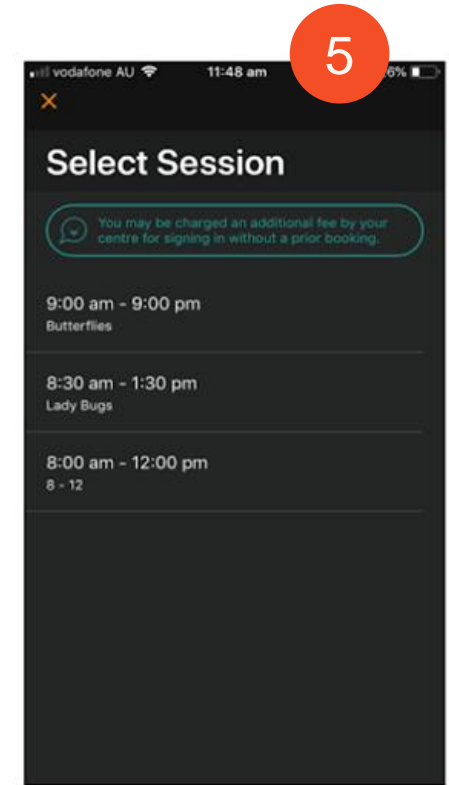 5
vodafone AU 11:48 am 6%
Select Session
You may be charged an additional fee by your
centre for signing in without a prior booking.
9:00 am - 9:00 pm
Butterflies
8:30 am - 1:30 pm
Lady Bugs
8:00 am - 12:00 pm
8 - 12